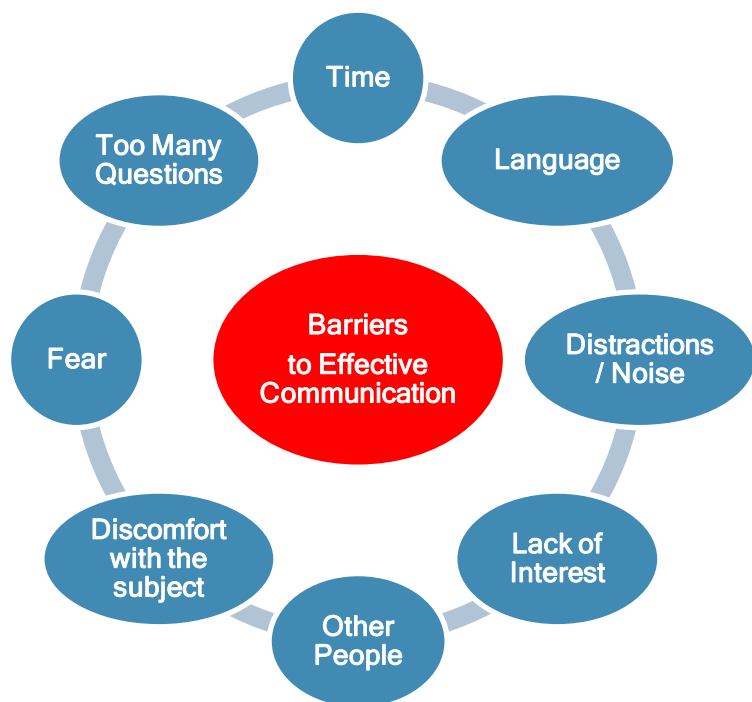 Time
Language
Distractions
/ Noise
Lack of
Interest
Other
People
Discomfort
with the
subject
Fear
Too Many
Questions
Barriers
to Effective
Communication